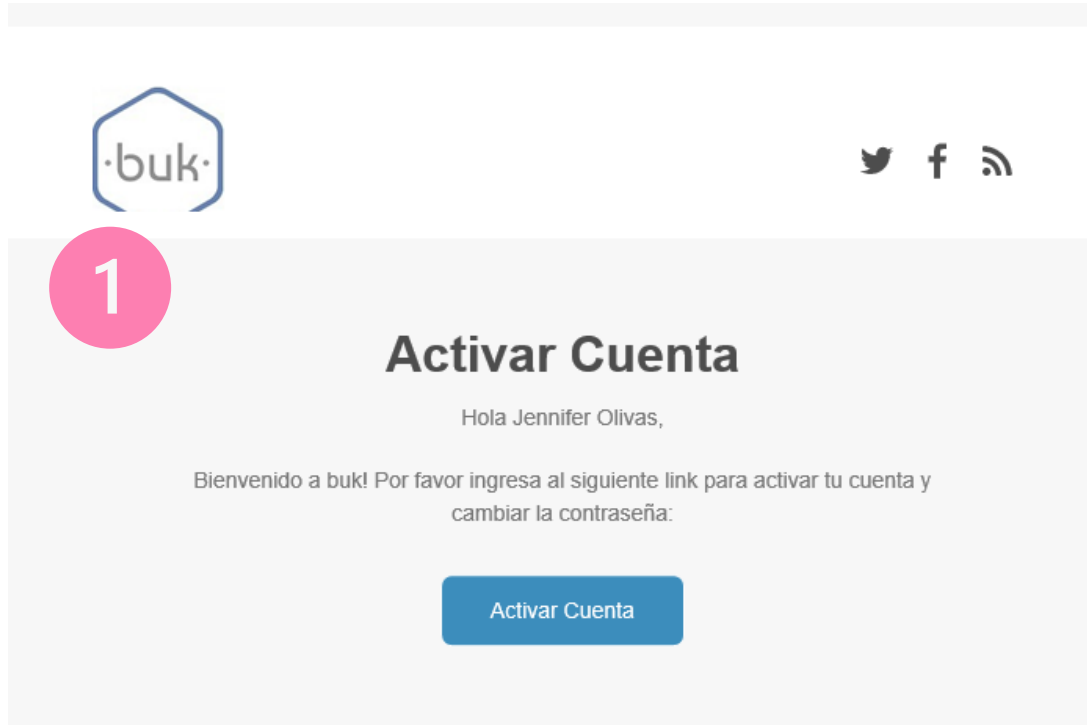 ·buk·
1
Activar Cuenta
Hola Jennifer Olivas,
Bienvenido a buk! Por favor ingresa al siguiente link para activar tu cuenta y
cambiar la contraseña:
Activar Cuenta